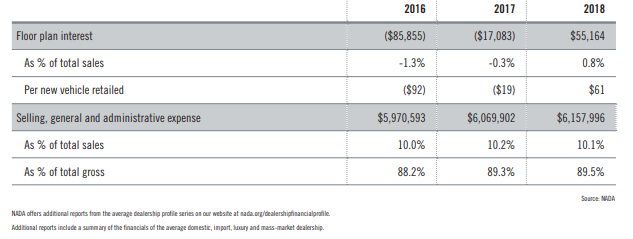 2016 2017 2018
Floor plan interest ($85,855) ($17,083) $55,164
As % of total sales -1.3% -0.3% 0.8%
Per new vehicle retailed ($92) ($19) $61
Selling, general and administrative expense $5,970,593 $6,069,902 $6,157,996
As % of total sales 10.0% 10.2% 10.1%
As % of total gross 88.2% 89.3% 89.5%
Source: NADA
NADA offers additional reports from the average dealership profile series on our website at nada.org/dealershipfinancialprofile.
Additional reports include a summary of the financials of the average domestic, import, luxury and mass-market dealership.